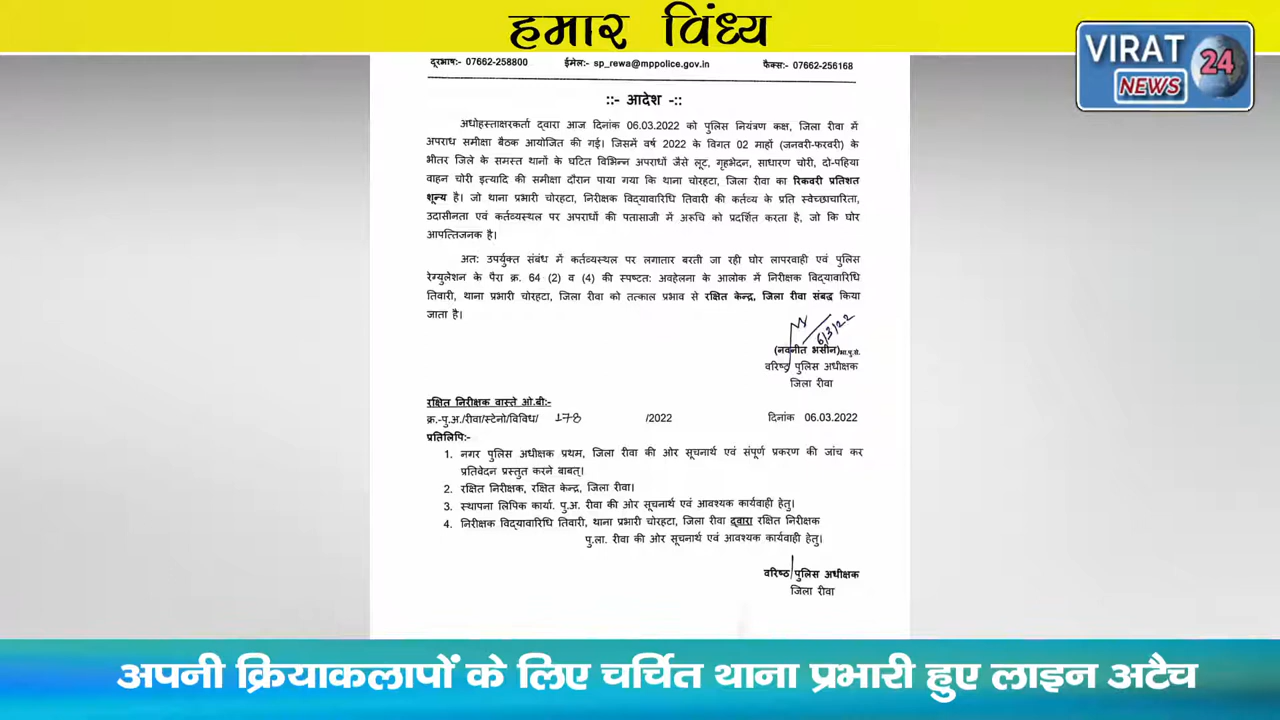 हमार विंध्य
VIRAT
24
NEWS
दूरभाष:- 07662-258800 ईमेल:- sp_rewa@mppolice.gov.in फैक्स:- 07662-256168
::- आदेश -::
अधोहस्ताक्षरकर्ता द्वारा आज दिनांक 06.03.2022 को पुलिस नियंत्रण कक्ष, जिला रीवा में
अपराध समीक्षा बैठक आयोजित की गई। जिसमें वर्ष 2022 के विगत 02 माहों (जनवरी-फरवरी) के
भीतर जिले के समस्त थानों के घटित विभिन्न अपराधों जैसे लूट, गृहभेदन, साधारण चोरी, दो-पहिया
वाहन चोरी इत्यादि की समीक्षा दौरान पाया गया कि थाना चोरहटा, जिला रीवा का रिकवरी प्रतिशत
शून्य है। जो थाना प्रभारी चोरहटा, निरीक्षक विद्यावारिधि तिवारी की कर्तव्य के प्रति स्वेच्छाचारिता,
उदासीनता एवं कर्तव्यस्थल पर अपराधों की पतासाजी में अरुचि को प्रदर्शित करता है, जो कि घोर
आपत्तिजनक है।
अत: उपर्युक्त संबंध में कर्तव्यस्थल पर लगातार बरती जा रही घोर लापरवाही एवं पुलिस
रेग्युलेशन के पैरा क्र. 64 (2) व (4) की स्पष्टत: अवहेलना के आलोक में निरीक्षक विद्यावारिधि
तिवारी, थाना प्रभारी चोरहटा, जिला रीवा को तत्काल प्रभाव से रक्षित केन्द्र, जिला रीवा संबद्ध किया
जाता है।
6/3/22
(नवनीत भसीन)भा.पु.से.
वरिष्ठ पुलिस अधीक्षक
जिला रीवा
रक्षित निरीक्षक वास्ते ओ.बी:-
क्र.-पु.अ./रीवा/स्टेनो/विविध/ 178 /2022 दिनांक 06.03.2022
प्रतिलिपि:-
1. नगर पुलिस अधीक्षक प्रथम, जिला रीवा की ओर सूचनार्थ एवं संपूर्ण प्रकरण की जांच कर
प्रतिवेदन प्रस्तुत करने बाबत्।
2. रक्षित निरीक्षक, रक्षित केन्द्र, जिला रीवा।
3. स्थापना लिपिक कार्या. पु.अ. रीवा की ओर सूचनार्थ एवं आवश्यक कार्यवाही हेतु।
4. निरीक्षक विद्यावारिधि तिवारी, थाना प्रभारी चोरहटा, जिला रीवा द्वारा रक्षित निरीक्षक
पु.ला. रीवा की ओर सूचनार्थ एवं आवश्यक कार्यवाही हेतु।
वरिष्ठ पुलिस अधीक्षक
जिला रीवा
अपनी क्रियाकलापों के लिए चर्चित थाना प्रभारी हुए लाइन अटैच